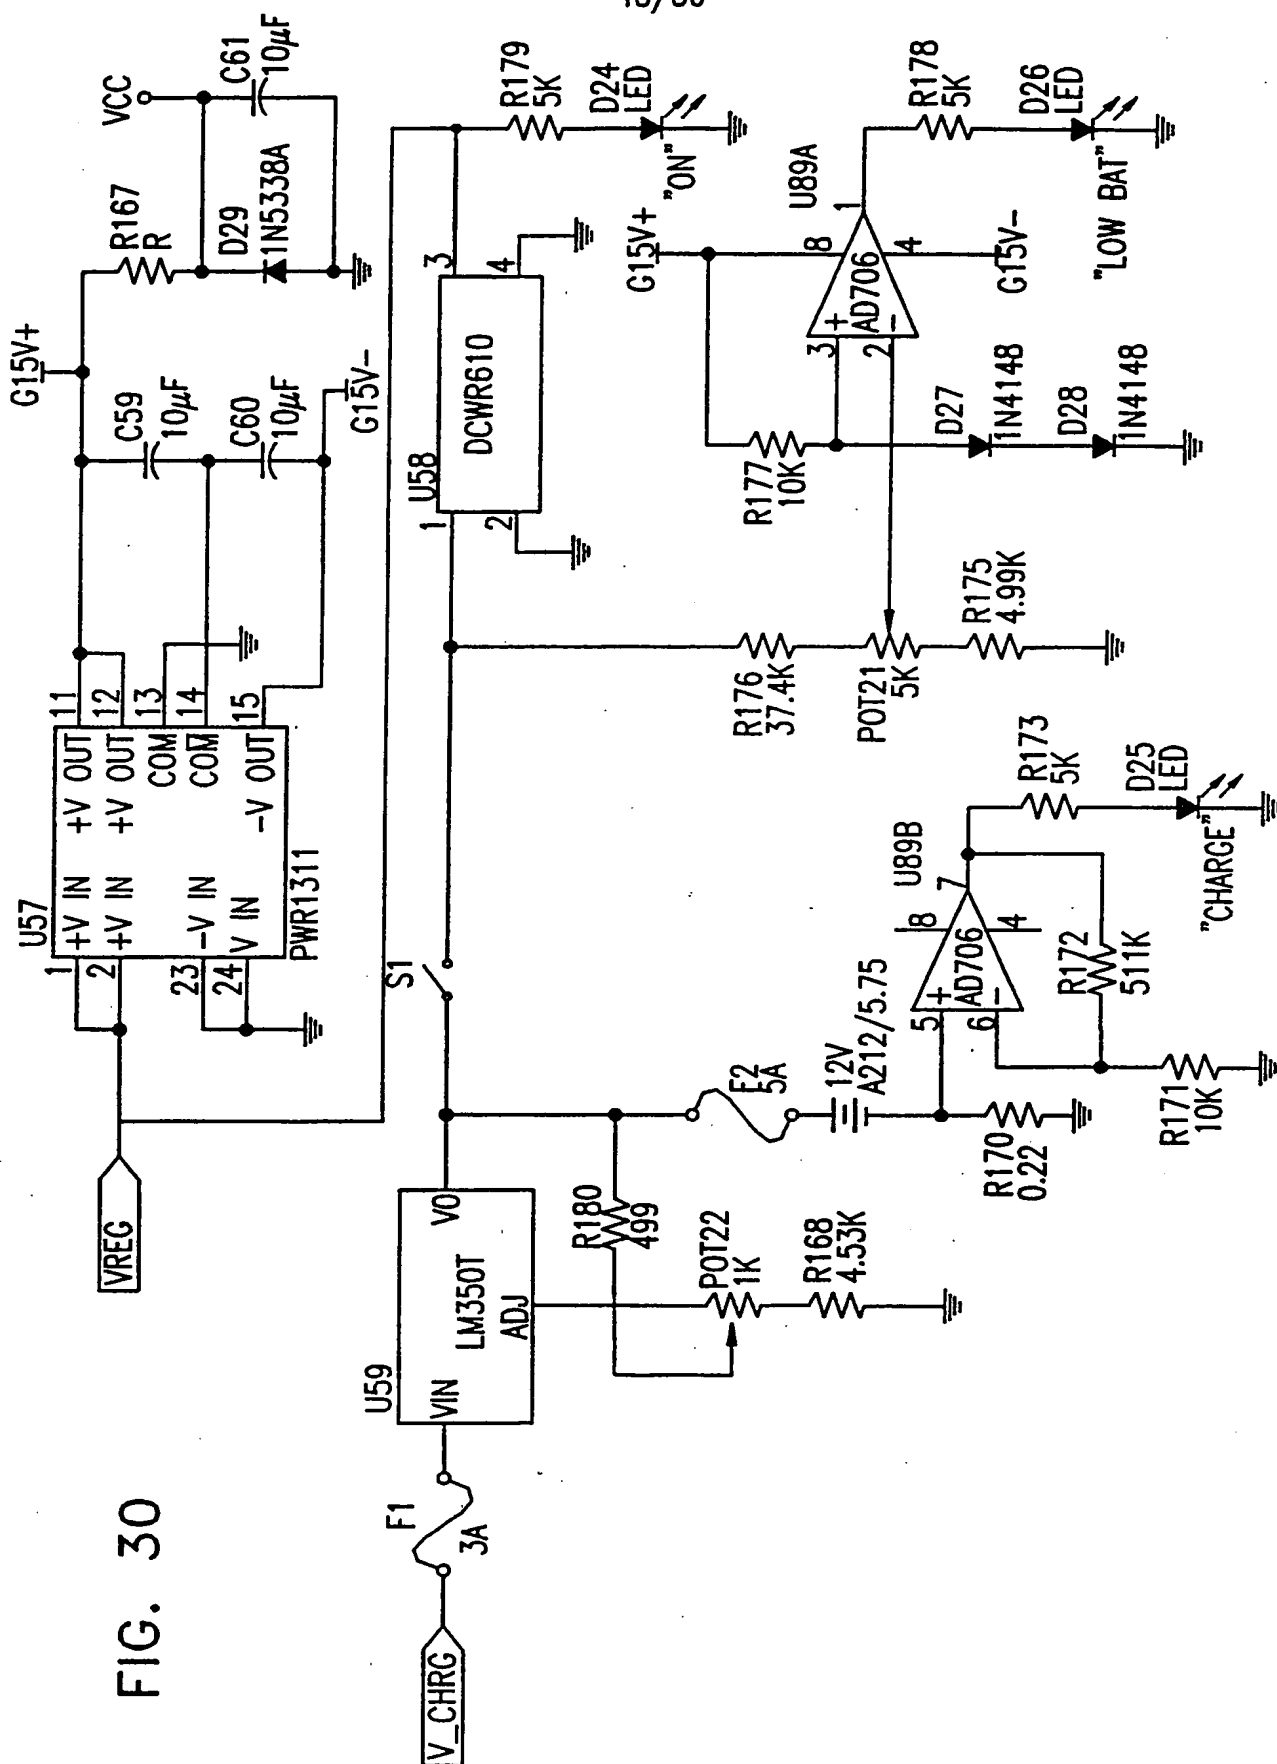 FIG. 30
V_CHRG
F1
3A
U59
VIN
LM350T
VO
ADJ
VREG
U57
1
2
23
24
+V IN
+V IN
-V IN
V IN
+V OUT
+V OUT
COM
COM
-V OUT
11
12
13
14
15
PWR1311
G15V+
C59
10µF
C60
10µF
G15V-
R167
R
D29
1N5338A
VCC
C61
10µF
S1
U58
1
2
DCWR610
3
4
R179
5K
D24
LED
"ON"
R180
499
POT22
1K
R168
4.53K
F2
5A
12V
A212/5.75
R170
0.22
U89B
5
6
+
-
AD706
8
4
7
R172
511K
R171
10K
R173
5K
D25
LED
"CHARGE"
R176
37.4K
POT21
5K
R175
4.99K
G15V+
R177
10K
D27
1N4148
D28
1N4148
U89A
3
2
+
-
AD706
8
4
1
G15V-
R178
5K
D26
LED
"LOW BAT"